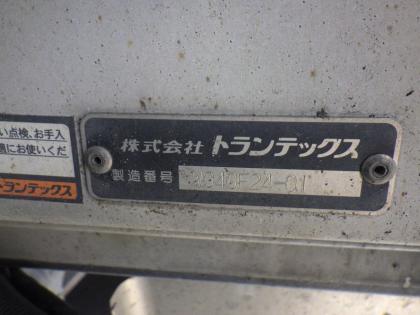 い点検、お手入
にお使いくだ
トランテックス
株式会社 トランテックス
製造番号